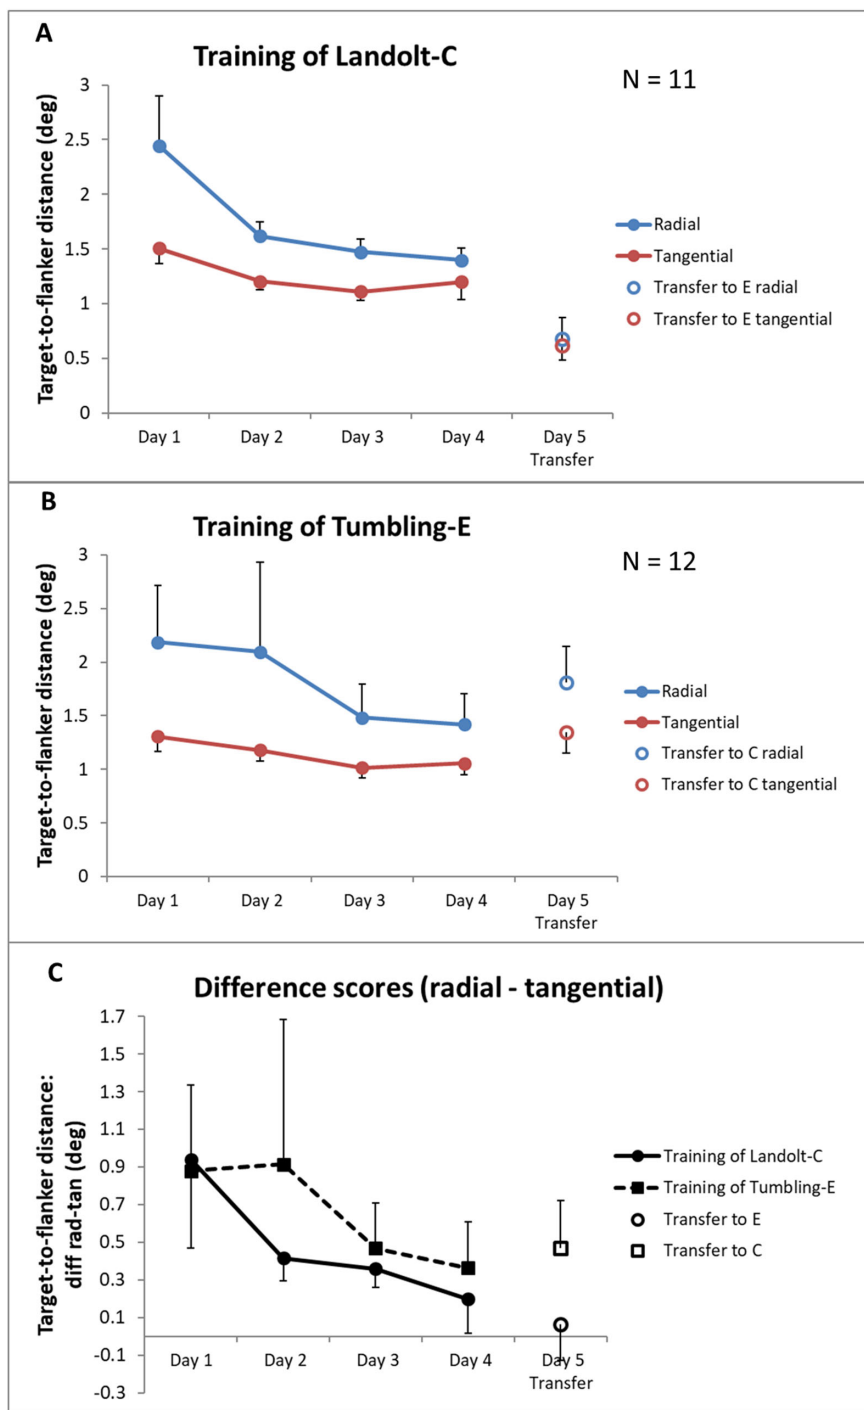 A
Training of Landolt-C
N = 11
Target-to-flanker distance (deg)
3
2.5
2
1.5
1
0.5
0
Day 1
Day 2
Day 3
Day 4
Day 5
Transfer
Radial
Tangential
Transfer to E radial
Transfer to E tangential
B
Training of Tumbling-E
N = 12
Target-to-flanker distance (deg)
3
2.5
2
1.5
1
0.5
0
Day 1
Day 2
Day 3
Day 4
Day 5
Transfer
Radial
Tangential
Transfer to C radial
Transfer to C tangential
C
Difference scores (radial - tangential)
Target-to-flanker distance:
diff rad-tan (deg)
1.7
1.5
1.3
1.1
0.9
0.7
0.5
0.3
0.1
-0.1
-0.3
Day 1
Day 2
Day 3
Day 4
Day 5
Transfer
Training of Landolt-C
Training of Tumbling-E
Transfer to E
Transfer to C